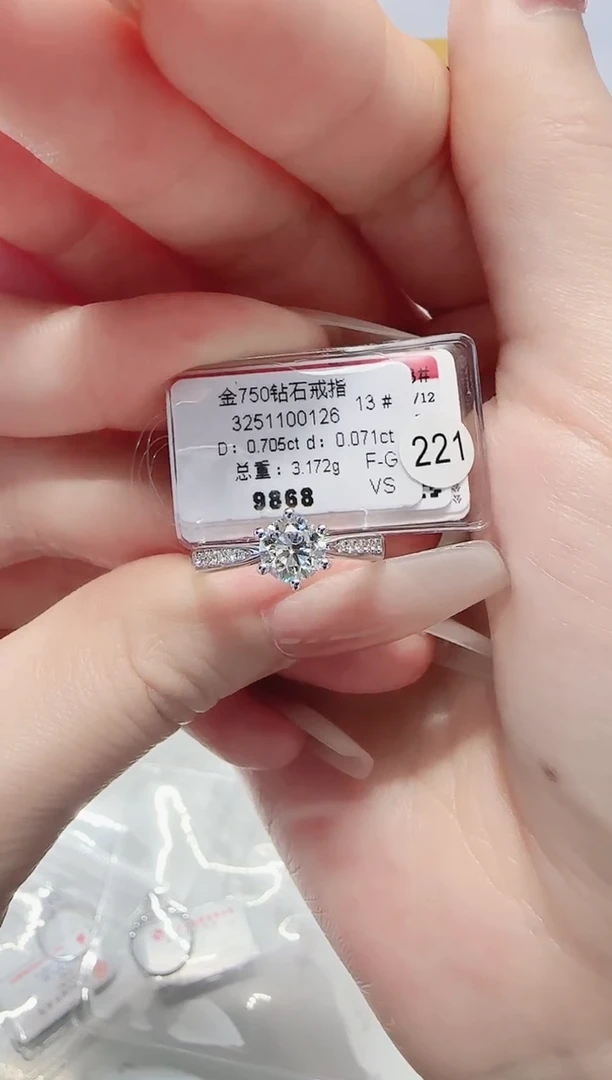 金750钻石戒指
3251100126 13 #
D: 0.705ct d: 0.071ct
总重: 3.172g F-G
9868 VS
#
/12
221